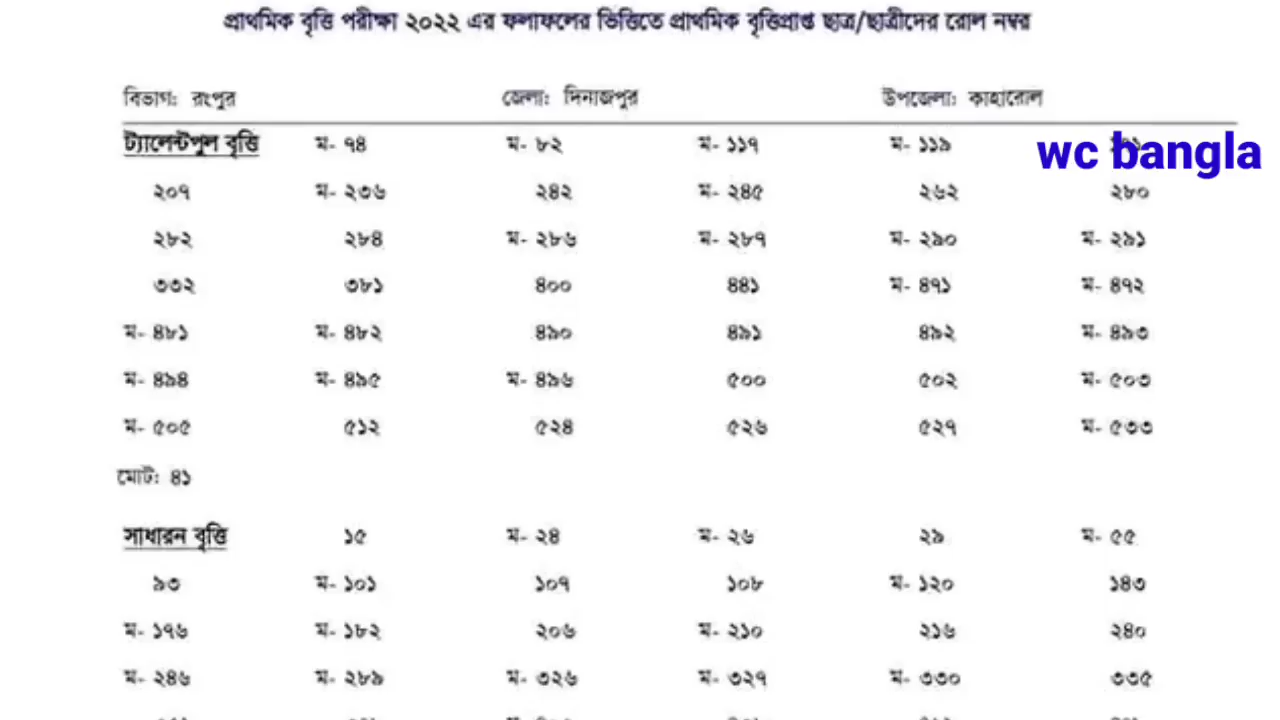 প্রাথমিক বৃত্তি পরীক্ষা ২০২২ এর ফলাফলের ভিত্তিতে প্রাথমিক বৃত্তিপ্রাপ্ত ছাত্র/ছাত্রীদের রোল নম্বর
বিভাগ: রংপুর জেলা: দিনাজপুর উপজেলা: কাহারোল
ট্যালেন্টপুল বৃত্তি ম- ৭৪ ম- ৮২ ম- ১১৭ ম- ১১৯ wc bangla
২০৭ ম- ২৩৬ ২৪২ ম- ২৪৫ ২৬২ ২৮০
২৮২ ২৮৪ ম- ২৮৬ ম- ২৮৭ ম- ২৯০ ম- ২৯১
৩৩২ ৩৮১ ৪০০ ৪৪১ ম- ৪৭১ ম- ৪৭২
ম- ৪৮১ ম- ৪৮২ ৪৯০ ৪৯১ ৪৯২ ম- ৪৯৩
ম- ৪৯৪ ম- ৪৯৫ ম- ৪৯৬ ৫০০ ৫০২ ম- ৫০৩
ম- ৫০৫ ৫১২ ৫২৪ ৫২৬ ৫২৭ ম- ৫৩৩
মোট: ৪১
সাধারন বৃত্তি ১৫ ম- ২৪ ম- ২৬ ২৯ ম- ৫৫
৯৩ ম- ১০১ ১০৭ ১০৮ ম- ১২০ ১৪৩
ম- ১৭৬ ম- ১৮২ ২০৬ ম- ২১০ ২১৬ ২৪০
ম- ২৪৬ ম- ২৮৯ ম- ৩২৬ ম- ৩২৭ ম- ৩৩০ ৩৩৫